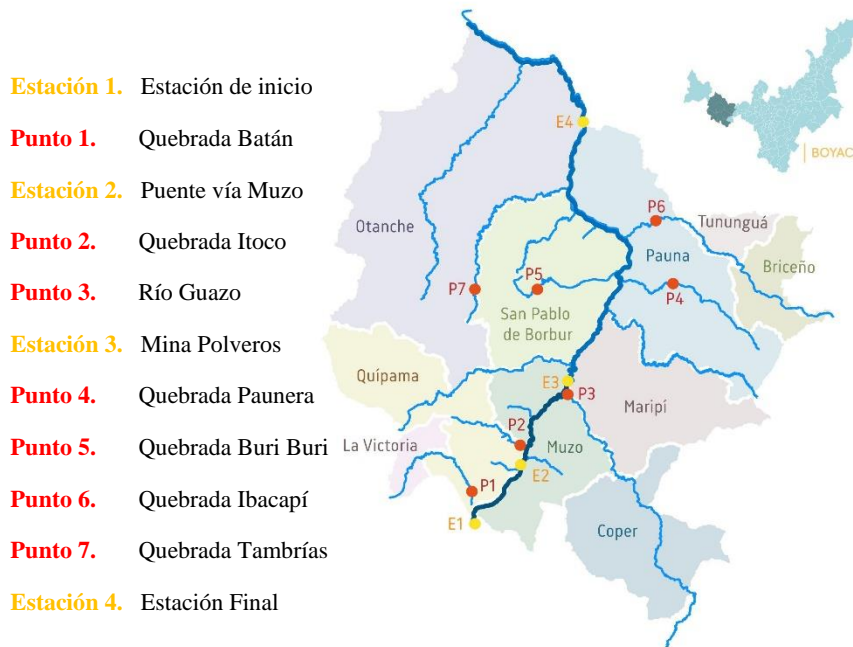 Estación 1. Estación de inicio
Punto 1. Quebrada Batán
Estación 2. Puente vía Muzo
Punto 2. Quebrada Itoco
Punto 3. Río Guazo
Estación 3. Mina Polveros
Punto 4. Quebrada Paunera
Punto 5. Quebrada Buri Buri
Punto 6. Quebrada Ibacapí
Punto 7. Quebrada Tambrías
Estación 4. Estación Final
BOYAC
E4
P6
Tununguá
Otanche
Pauna
Briceño
P5
P7
P4
San Pablo
de Borbur
Quípama
E3
P3
Maripí
P2
La Victoria
Muzo
E2
P1
E1
Coper